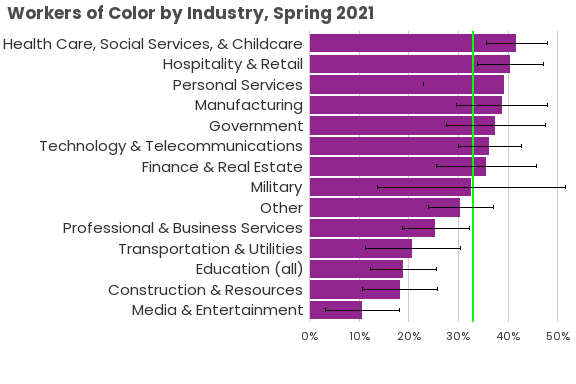 Workers of Color by Industry, Spring 2021
Health Care, Social Services, & Childcare
Hospitality & Retail
Personal Services
Manufacturing
Government
Technology & Telecommunications
Finance & Real Estate
Military
Other
Professional & Business Services
Transportation & Utilities
Education (all)
Construction & Resources
Media & Entertainment
0% 10% 20% 30% 40% 50%